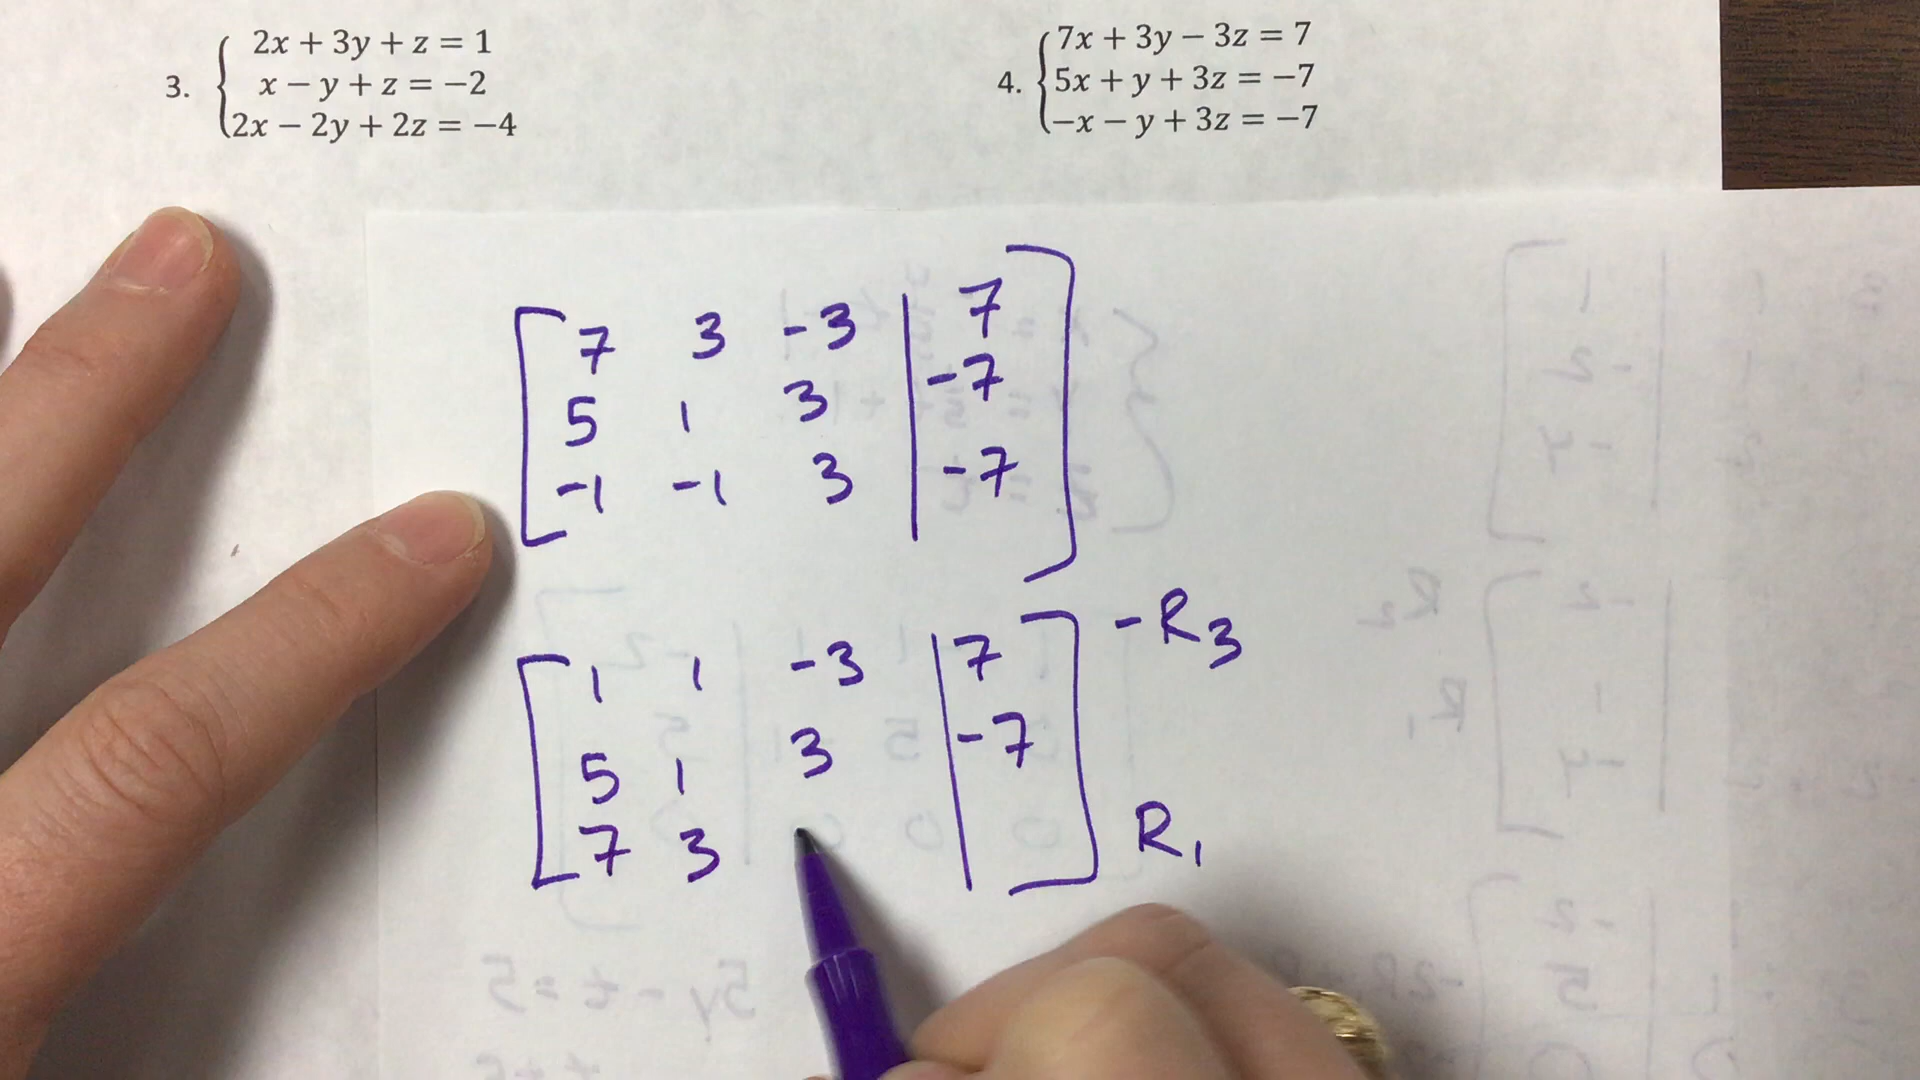 3. 2x + 3y + z = 1
x − y + z = −2
2x − 2y + 2z = −4
4. 7x + 3y − 3z = 7
5x + y + 3z = −7
−x − y + 3z = −7
7 3 -3 | 7
5 1 3 | -7
-1 -1 3 | -7
1 1 -3 | 7 -R3
5 1 3 | -7
7 3 R1